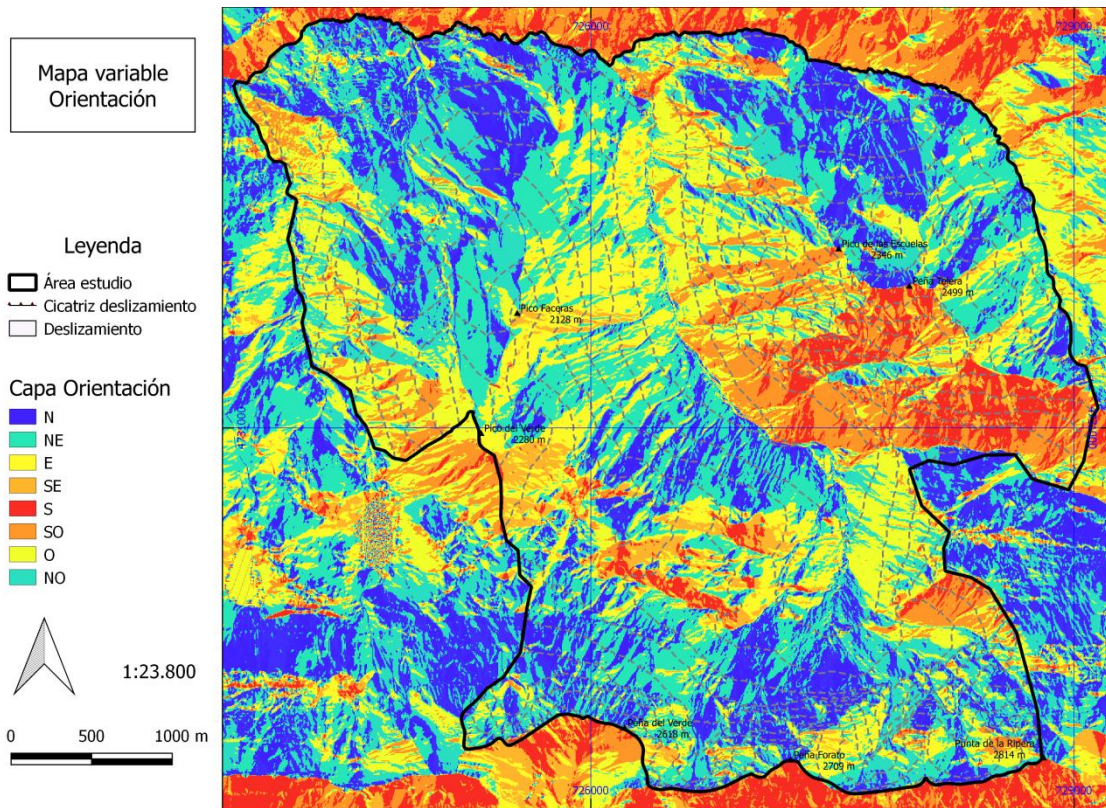 Mapa variable
Orientación
Leyenda
Área estudio
Cicatriz deslizamiento
Deslizamiento
Capa Orientación
N
NE
E
SE
S
SO
O
NO
1:23.800
0 500 1000 m
726000
729000
Pico de las Escuelas
2346 m
Peña Telera
2499 m
Pico Faceras
2128 m
Pico del Verde
2280 m
Peña del Verde
2618 m
Peña Forato
2709 m
Punta de la Ripera
2814 m
726000
729000